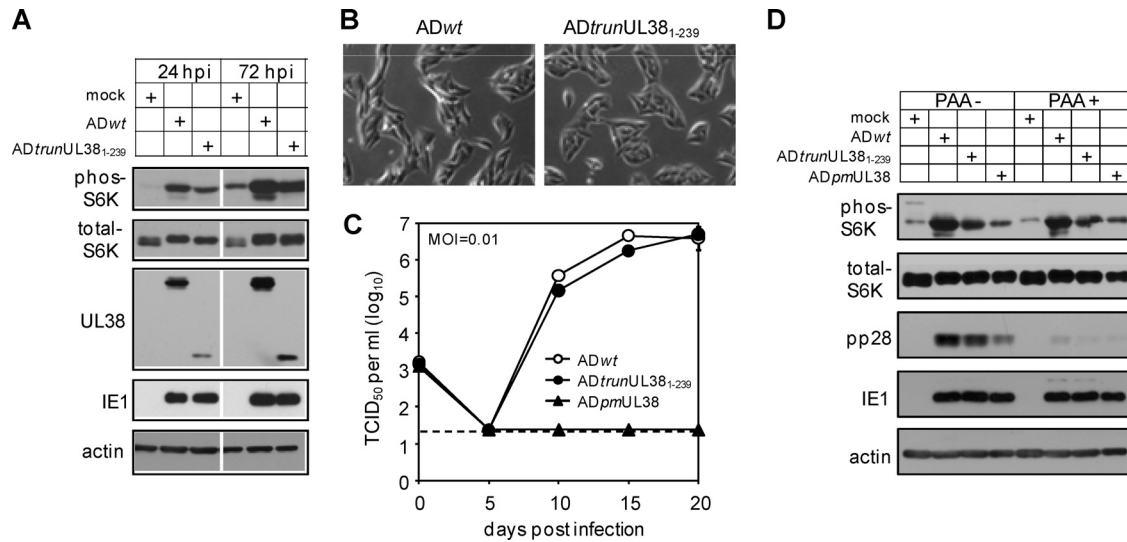 A
24 hpi 72 hpi
mock + +
ADwt + +
ADtrunUL38₁₋₂₃₉ + +
phos-
S6K
total-
S6K
UL38
IE1
actin
B
ADwt ADtrunUL38₁₋₂₃₉
C
MOI=0.01
TCID₅₀ per ml (log₁₀)
7
6
5
4
3
2
1
0
ADwt
ADtrunUL38₁₋₂₃₉
ADpmUL38
0 5 10 15 20
days post infection
D
PAA - PAA +
mock + +
ADwt + +
ADtrunUL38₁₋₂₃₉ + +
ADpmUL38 + +
phos-
S6K
total-
S6K
pp28
IE1
actin